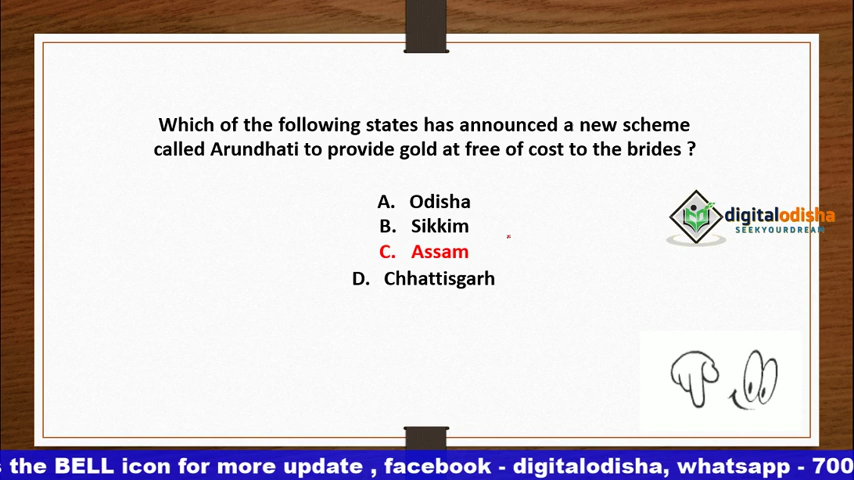 Which of the following states has announced a new scheme
called Arundhati to provide gold at free of cost to the brides ?
A. Odisha
B. Sikkim
C. Assam
D. Chhattisgarh
digitalodisha
SEEKYOURDREAM
s the BELL icon for more update , facebook - digitalodisha, whatsapp - 700